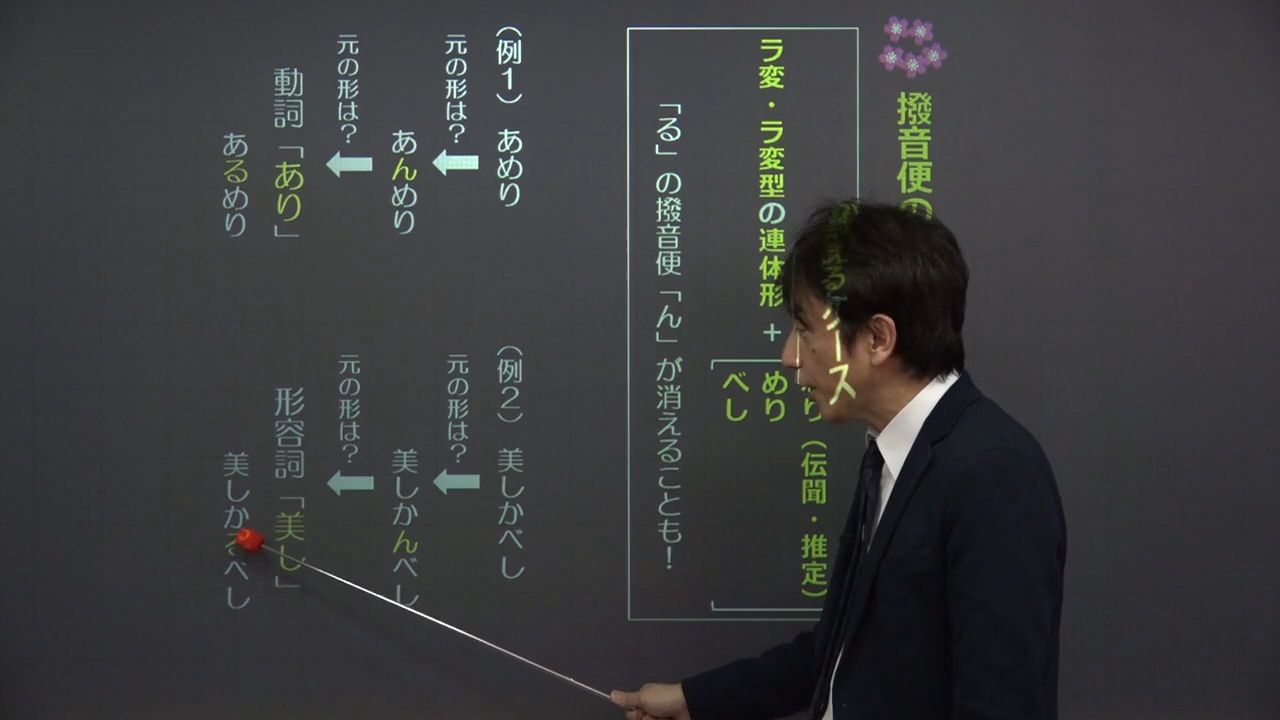 撥音便の
える
ース
ラ変・ラ変型の連体形 +
り（伝聞・推定）
めり
べし
「る」の撥音便「ん」が消えることも！
（例１） あめり
元の形は？
あんめり
元の形は？
動詞「あり」
あるめり
（例２） 美しかべし
元の形は？
美しかんべし
元の形は？
形容詞「美し」
美しか
べし